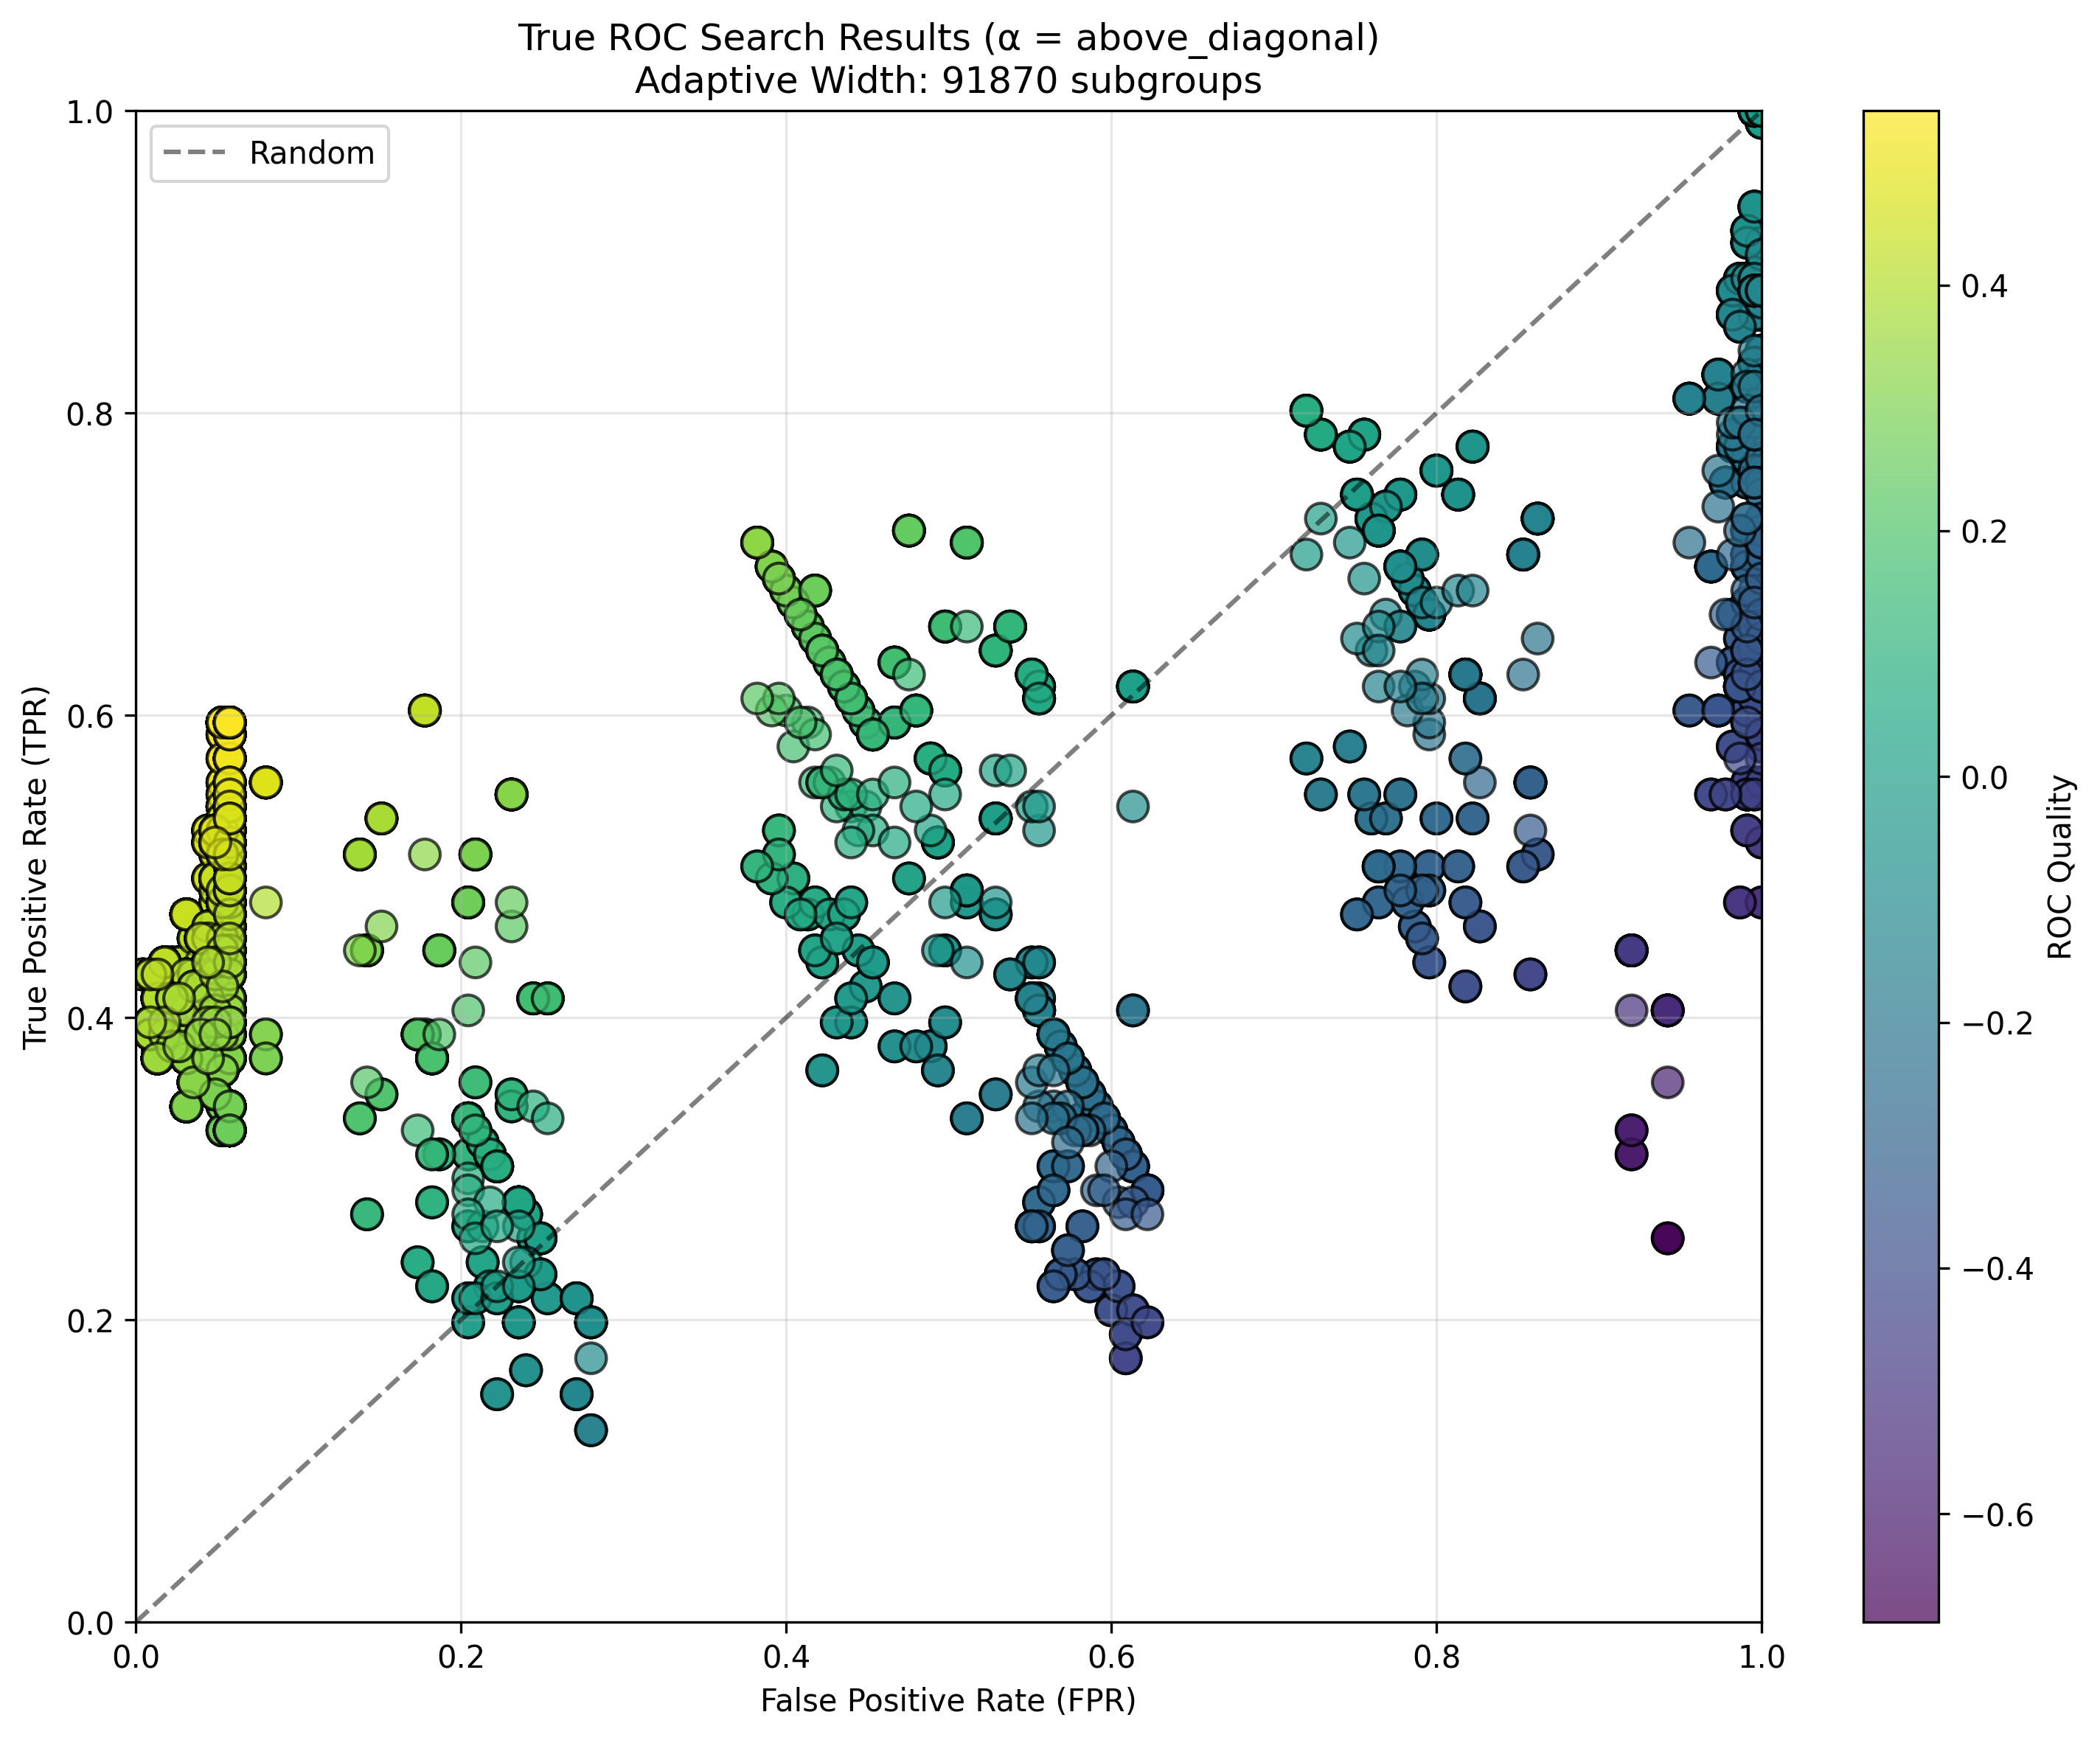 True ROC Search Results (α = above_diagonal)
Adaptive Width: 91870 subgroups
Random
True Positive Rate (TPR)
1.0
0.8
0.6
0.4
0.2
0.0
0.0 0.2 0.4 0.6 0.8 1.0
False Positive Rate (FPR)
0.4
0.2
0.0
−0.2
−0.4
−0.6
ROC Quality